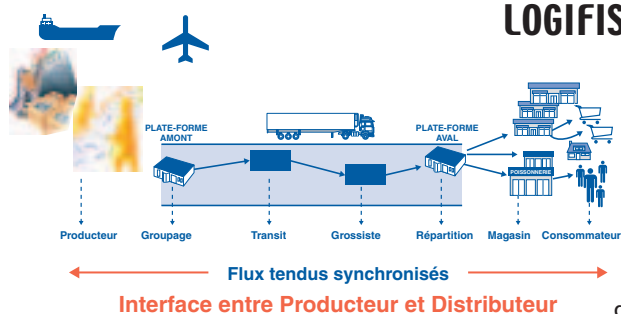 LOGIFIS
PLATE-FORME
AMONT
PLATE-FORME
AVAL
POISSONNERIE
Producteur Groupage Transit Grossiste Répartition Magasin Consommateur
Flux tendus synchronisés
Interface entre Producteur et Distributeur